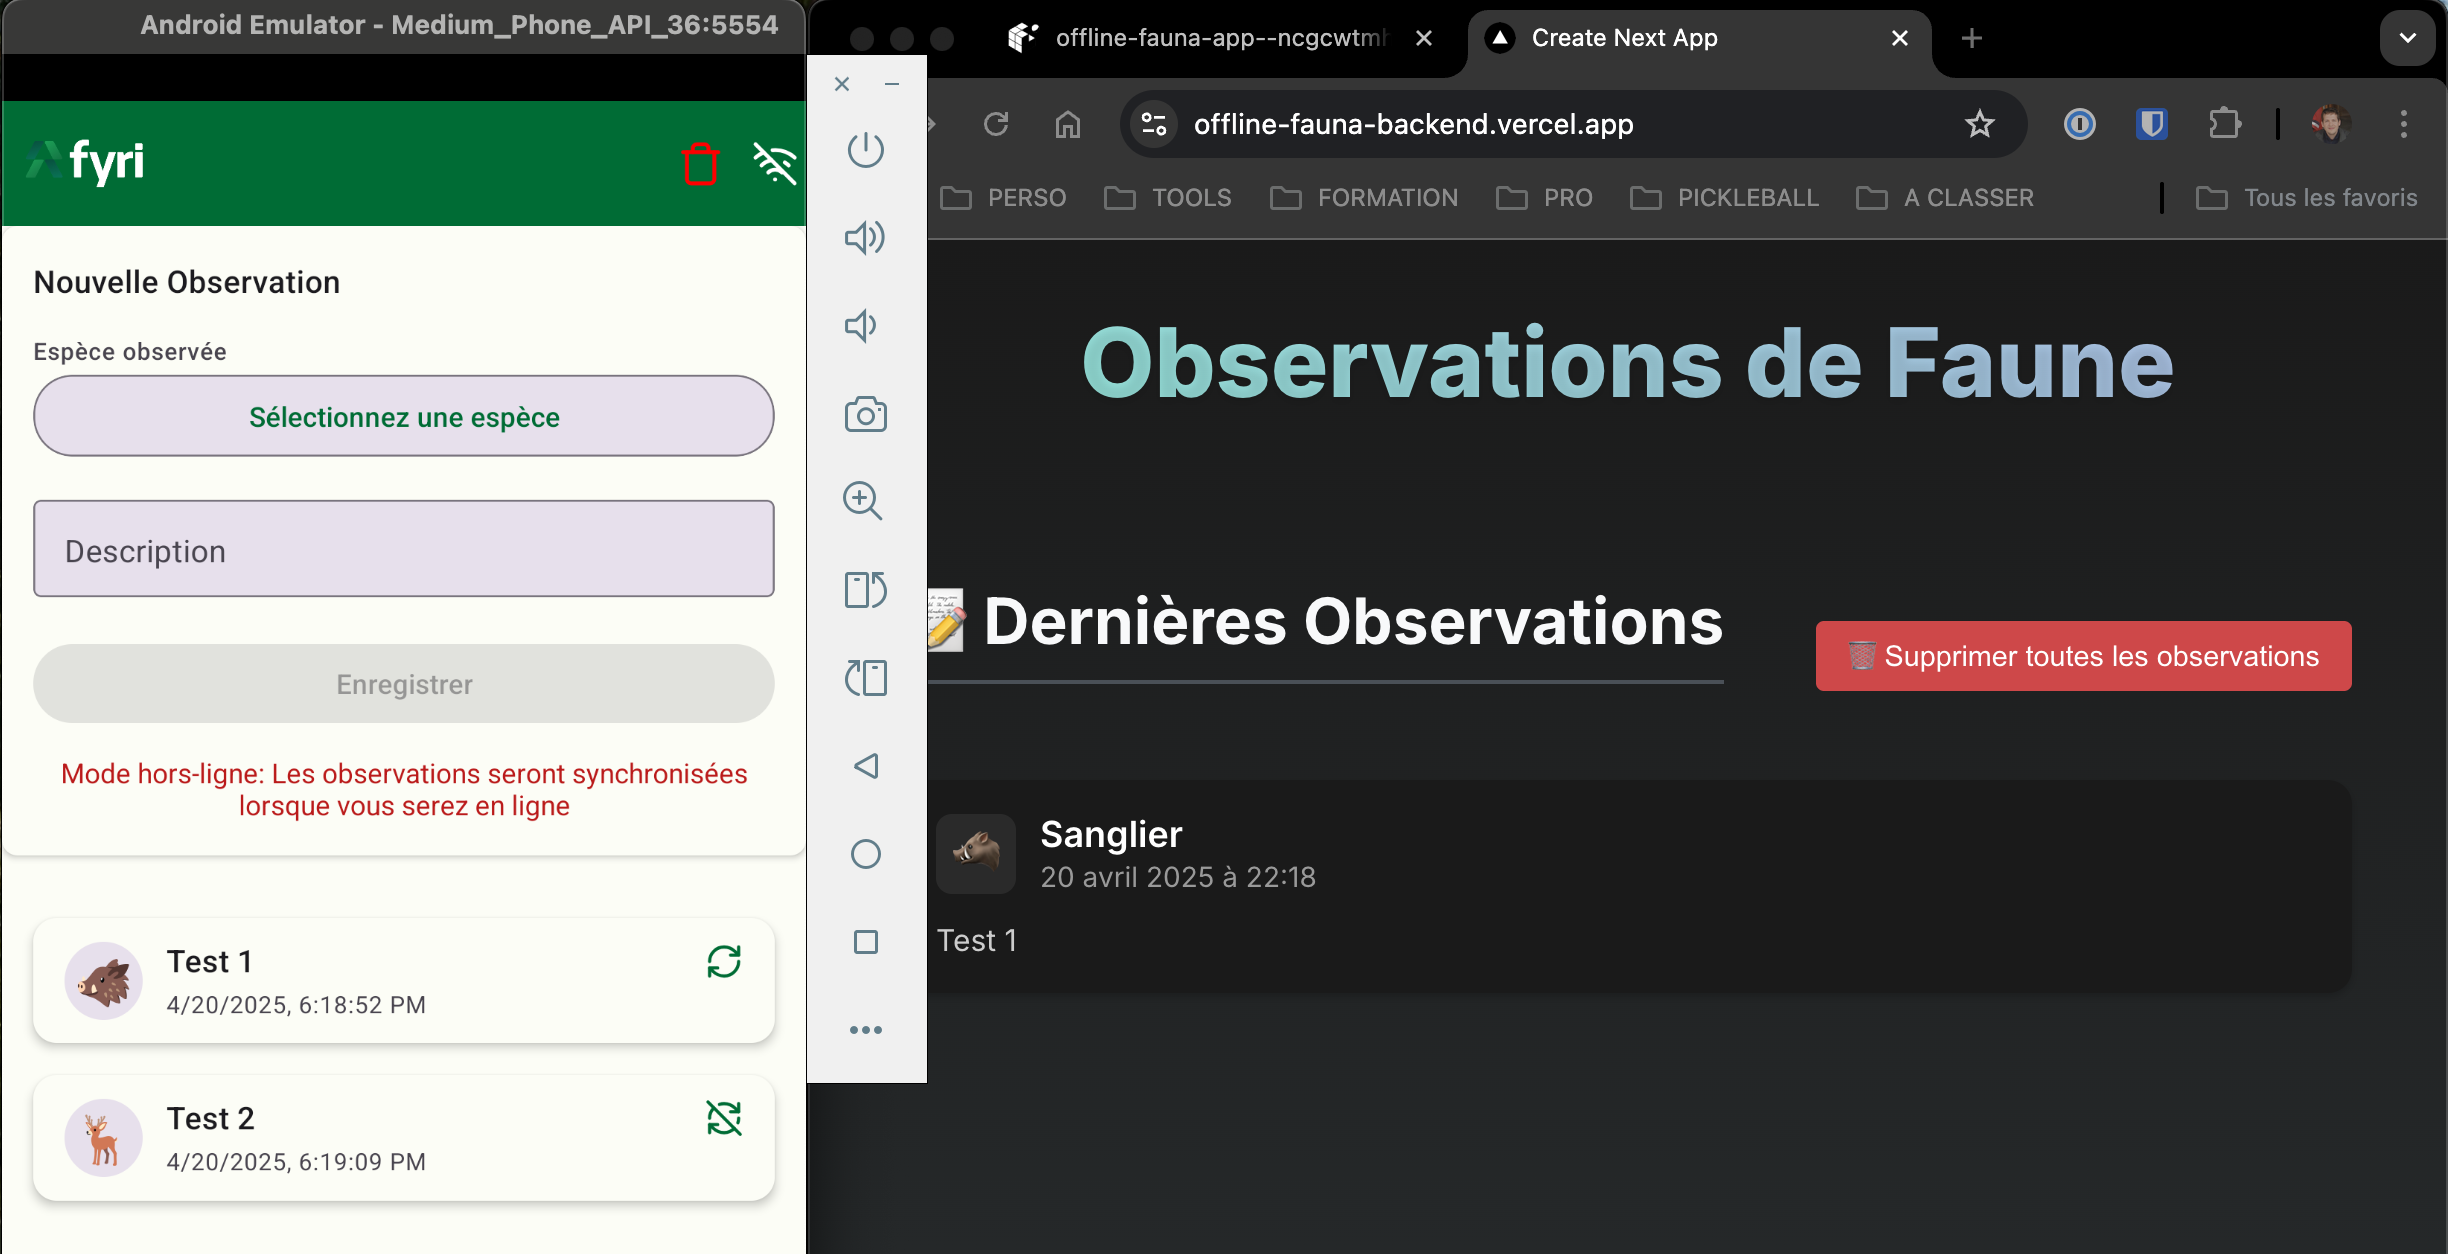 Android Emulator - Medium_Phone_API_36:5554
fyri
Nouvelle Observation
Espèce observée
Sélectionnez une espèce
Description
Enregistrer
Mode hors-ligne: Les observations seront synchronisées
lorsque vous serez en ligne
Test 1
4/20/2025, 6:18:52 PM
Test 2
4/20/2025, 6:19:09 PM
offline-fauna-app--ncgcwtm
Create Next App
offline-fauna-backend.vercel.app
PERSO
TOOLS
FORMATION
PRO
PICKLEBALL
A CLASSER
Tous les favoris
Observations de Faune
Dernières Observations
Supprimer toutes les observations
Sanglier
20 avril 2025 à 22:18
Test 1